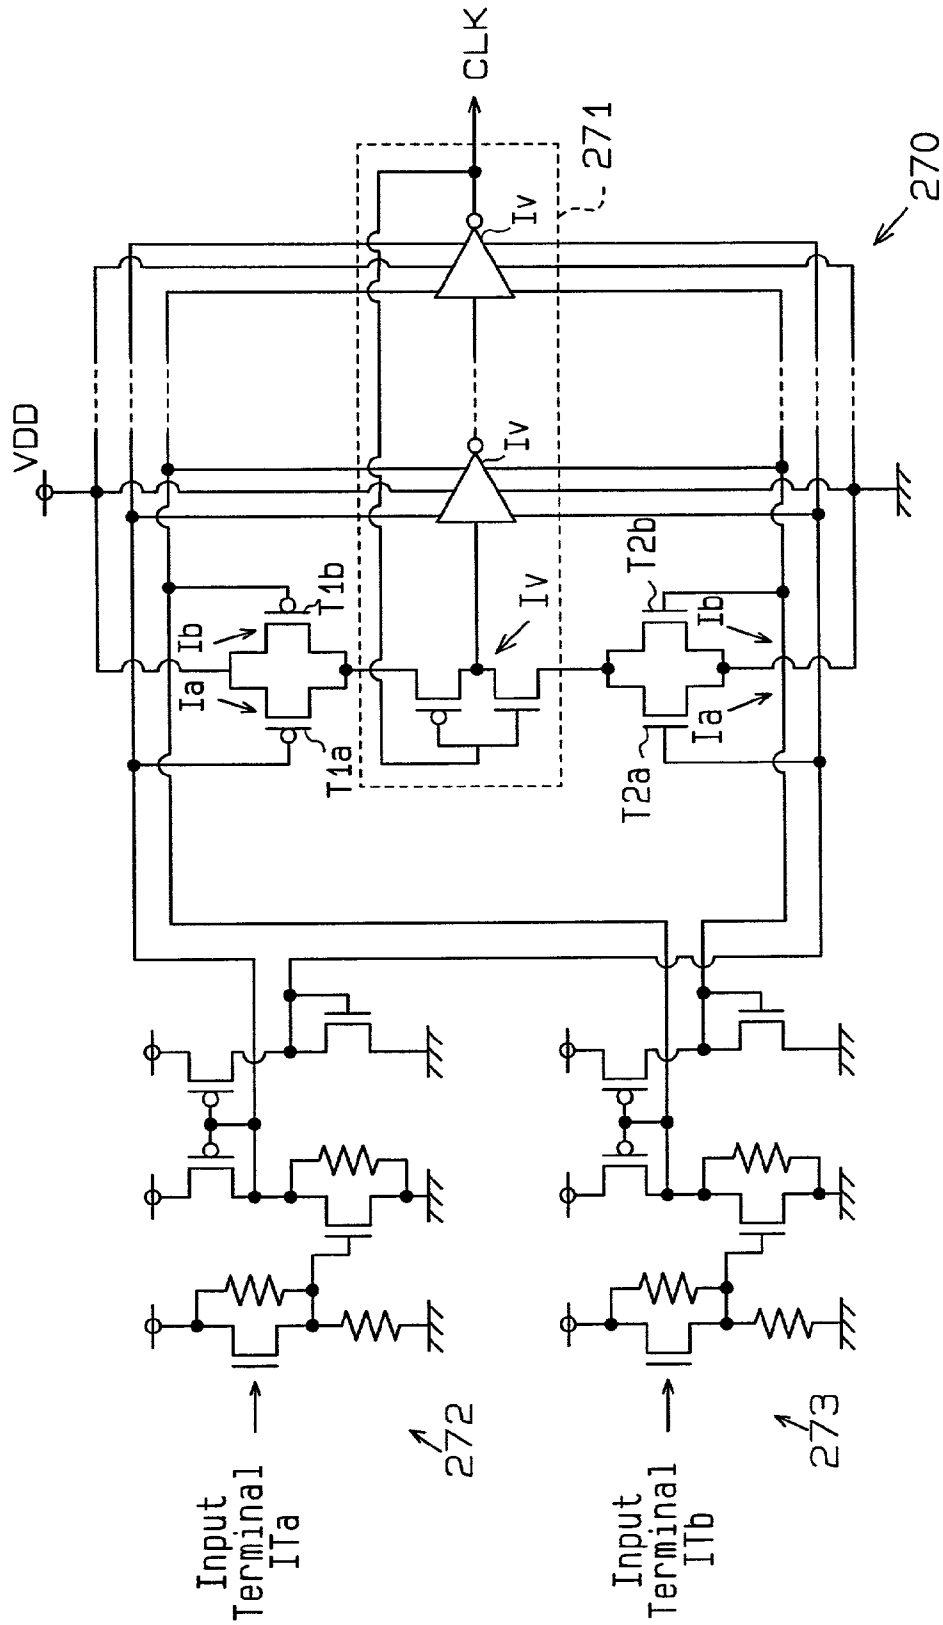 VDD
CLK
Ia
Ib
T1a
T1b
Iv
Iv
Iv
271
T2a
T2b
Ia
Ib
270
Input
Terminal
ITa
272
Input
Terminal
ITb
273